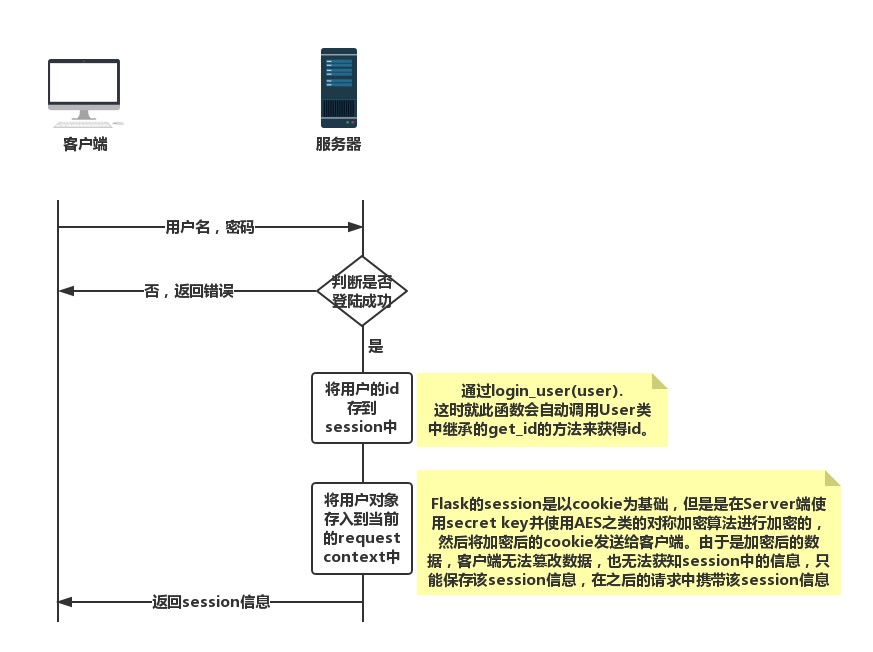 客户端
服务器
用户名，密码
判断是否
登陆成功
否，返回错误
是
将用户的id
存到
session中
通过login_user(user).
这时就此函数会自动调用User类
中继承的get_id的方法来获得id。
将用户对象
存入到当前
的request
context中
Flask的session是以cookie为基础，但是是在Server端使
用secret key并使用AES之类的对称加密算法进行加密的，
然后将加密后的cookie发送给客户端。由于是加密后的数
据，客户端无法篡改数据，也无法获知session中的信息，只
能保存该session信息，在之后的请求中携带该session信息
返回session信息